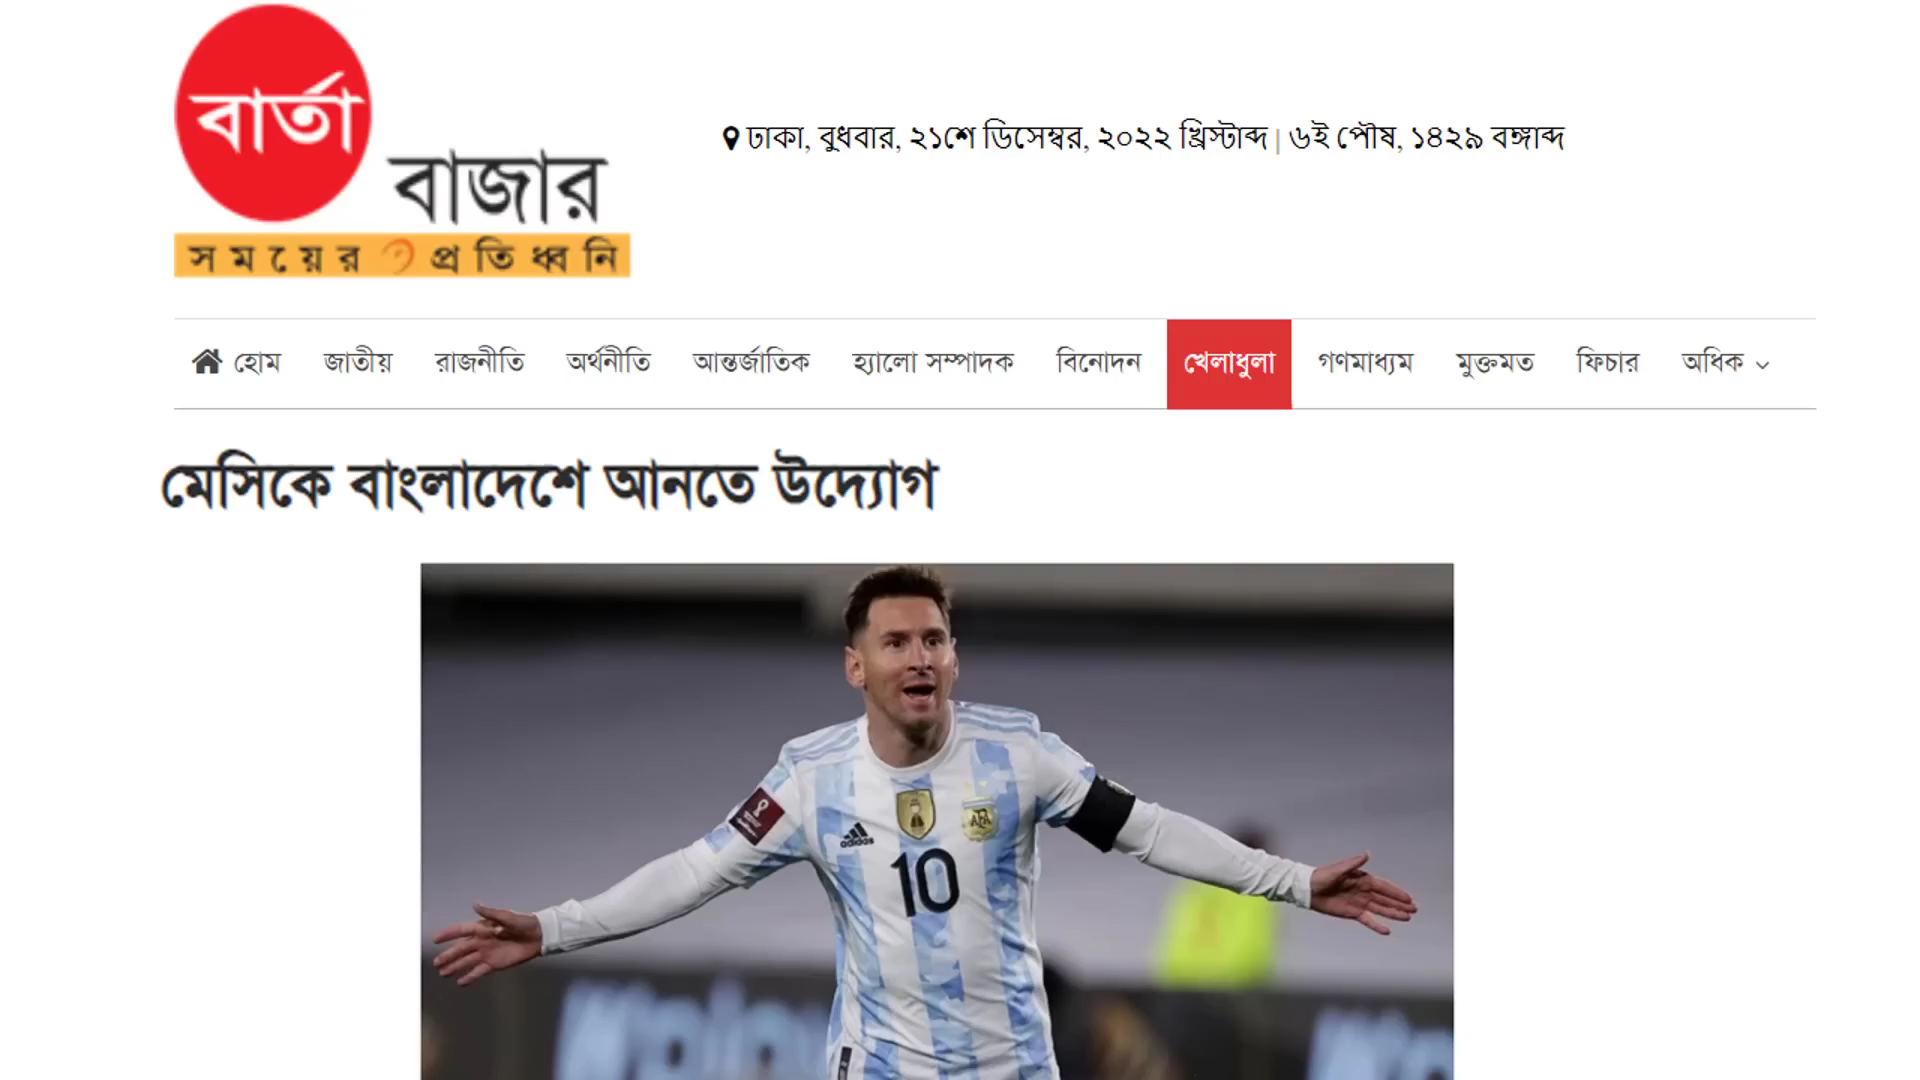 বার্তা
বাজার
সময়ের প্রতিধ্বনি
ঢাকা, বুধবার, ২১শে ডিসেম্বর, ২০২২ খ্রিস্টাব্দ | ৬ই পৌষ, ১৪২৯ বঙ্গাব্দ
হোম জাতীয় রাজনীতি অর্থনীতি আন্তর্জাতিক হ্যালো সম্পাদক বিনোদন খেলাধুলা গণমাধ্যম মুক্তমত ফিচার অধিক
মেসিকে বাংলাদেশে আনতে উদ্যোগ
adidas
AFA
10